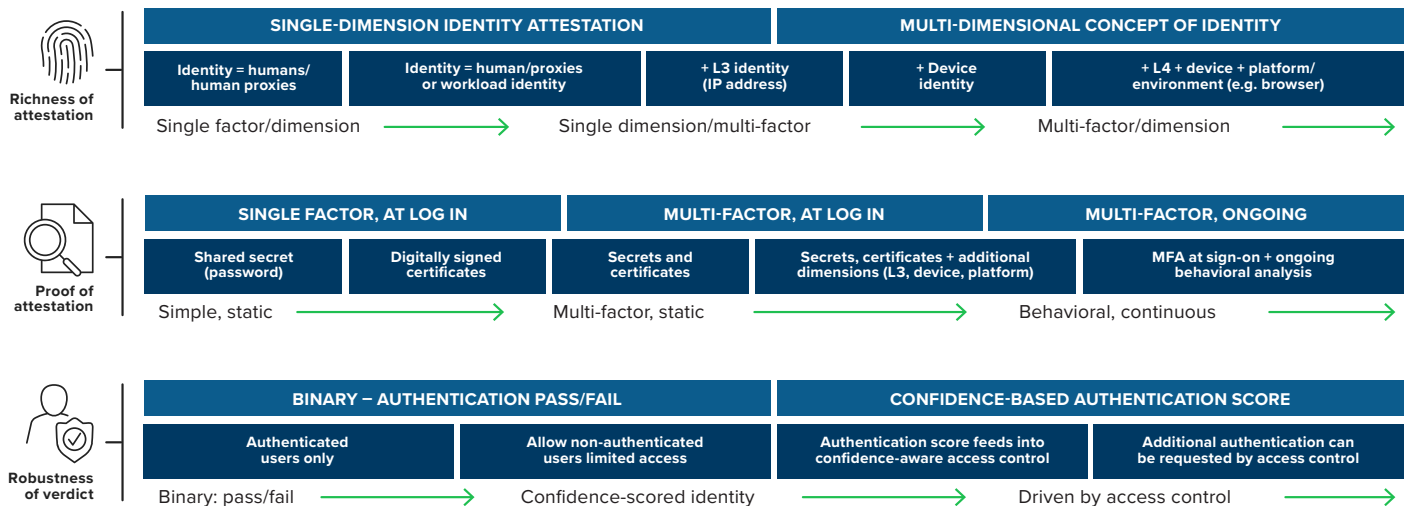 SINGLE-DIMENSION IDENTITY ATTESTATION
MULTI-DIMENSIONAL CONCEPT OF IDENTITY
Identity = humans/
human proxies
Identity = human/proxies
or workload identity
+ L3 identity
(IP address)
+ Device
identity
+ L4 + device + platform/
environment (e.g. browser)
Richness of
attestation
Single factor/dimension
Single dimension/multi-factor
Multi-factor/dimension
SINGLE FACTOR, AT LOG IN
MULTI-FACTOR, AT LOG IN
MULTI-FACTOR, ONGOING
Shared secret
(password)
Digitally signed
certificates
Secrets and
certificates
Secrets, certificates + additional
dimensions (L3, device, platform)
MFA at sign-on + ongoing
behavioral analysis
Proof of
attestation
Simple, static
Multi-factor, static
Behavioral, continuous
BINARY – AUTHENTICATION PASS/FAIL
CONFIDENCE-BASED AUTHENTICATION SCORE
Authenticated
users only
Allow non-authenticated
users limited access
Authentication score feeds into
confidence-aware access control
Additional authentication can
be requested by access control
Robustness
of verdict
Binary: pass/fail
Confidence-scored identity
Driven by access control